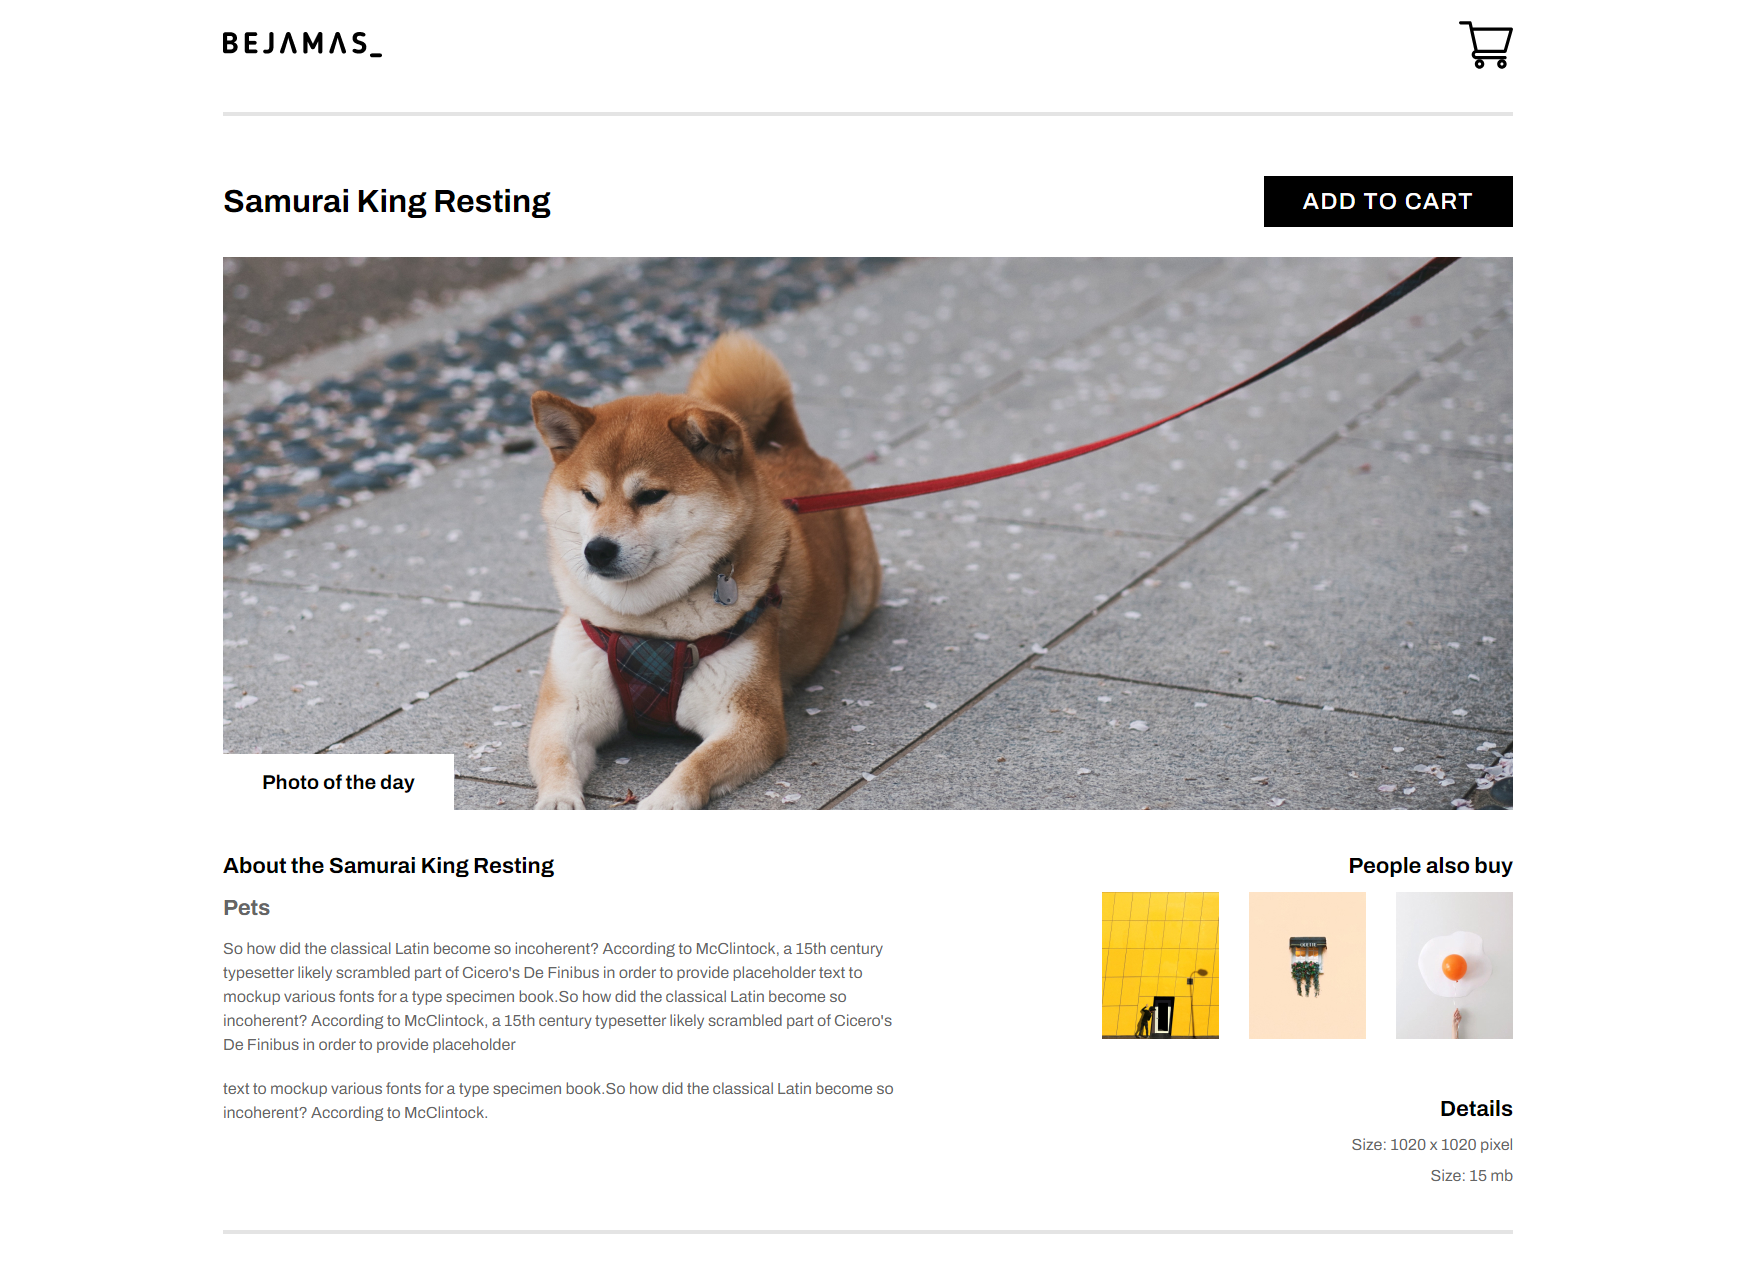 BEJAMAS_
Samurai King Resting
ADD TO CART
Photo of the day
About the Samurai King Resting
Pets
So how did the classical Latin become so incoherent? According to McClintock, a 15th century
typesetter likely scrambled part of Cicero's De Finibus in order to provide placeholder text to
mockup various fonts for a type specimen book.So how did the classical Latin become so
incoherent? According to McClintock, a 15th century typesetter likely scrambled part of Cicero's
De Finibus in order to provide placeholder
text to mockup various fonts for a type specimen book.So how did the classical Latin become so
incoherent? According to McClintock.
People also buy
Details
Size: 1020 x 1020 pixel
Size: 15 mb